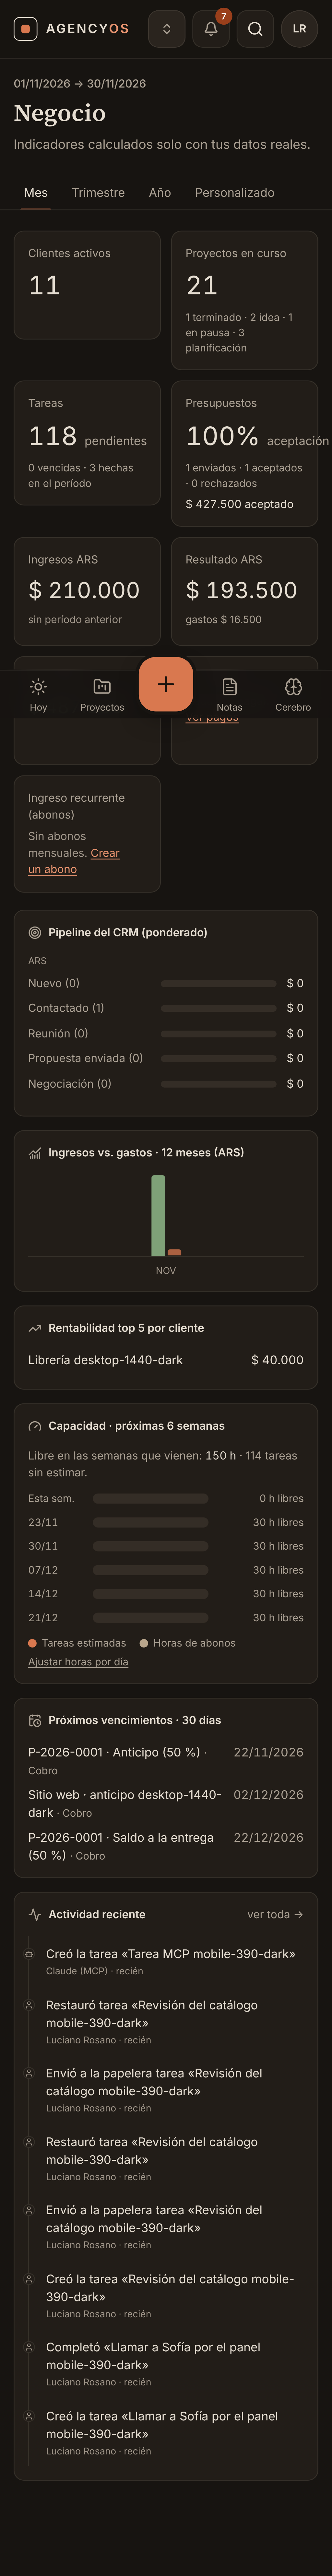 AGENCYOS
7
LR
01/11/2026 → 30/11/2026
Negocio
Indicadores calculados solo con tus datos reales.
Mes Trimestre Año Personalizado
Clientes activos
11
Proyectos en curso
21
1 terminado · 2 idea · 1
en pausa · 3
planificación
Tareas
118 pendientes
0 vencidas · 3 hechas
en el período
Presupuestos
100% aceptación
1 enviados · 1 aceptados
· 0 rechazados
$ 427.500 aceptado
Ingresos ARS
$ 210.000
sin período anterior
Resultado ARS
$ 193.500
gastos $ 16.500
Hoy
Proyectos
Notas
Cerebro
Ver pagos
Ingreso recurrente
(abonos)
Sin abonos
mensuales. Crear
un abono
Pipeline del CRM (ponderado)
ARS
Nuevo (0) $ 0
Contactado (1) $ 0
Reunión (0) $ 0
Propuesta enviada (0) $ 0
Negociación (0) $ 0
Ingresos vs. gastos · 12 meses (ARS)
NOV
Rentabilidad top 5 por cliente
Librería desktop-1440-dark $ 40.000
Capacidad · próximas 6 semanas
Libre en las semanas que vienen: 150 h · 114 tareas
sin estimar.
Esta sem. 0 h libres
23/11 30 h libres
30/11 30 h libres
07/12 30 h libres
14/12 30 h libres
21/12 30 h libres
Tareas estimadas Horas de abonos
Ajustar horas por día
Próximos vencimientos · 30 días
P-2026-0001 · Anticipo (50 %) · 22/11/2026
Cobro
Sitio web · anticipo desktop-1440- 02/12/2026
dark · Cobro
P-2026-0001 · Saldo a la entrega 22/12/2026
(50 %) · Cobro
Actividad reciente ver toda →
Creó la tarea «Tarea MCP mobile-390-dark»
Claude (MCP) · recién
Restauró tarea «Revisión del catálogo
mobile-390-dark»
Luciano Rosano · recién
Envió a la papelera tarea «Revisión del
catálogo mobile-390-dark»
Luciano Rosano · recién
Restauró tarea «Revisión del catálogo
mobile-390-dark»
Luciano Rosano · recién
Envió a la papelera tarea «Revisión del
catálogo mobile-390-dark»
Luciano Rosano · recién
Creó la tarea «Revisión del catálogo mobile-
390-dark»
Luciano Rosano · recién
Completó «Llamar a Sofía por el panel
mobile-390-dark»
Luciano Rosano · recién
Creó la tarea «Llamar a Sofía por el panel
mobile-390-dark»
Luciano Rosano · recién